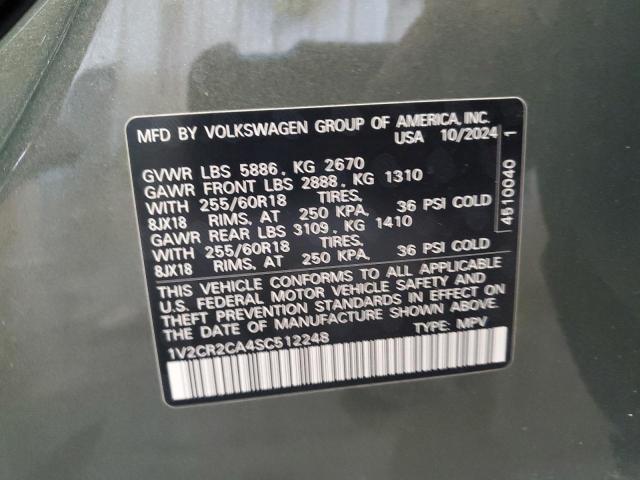 MFD BY VOLKSWAGEN GROUP OF AMERICA, INC.
USA 10/2024
GVWR LBS 5886. KG 2670
GAWR FRONT LBS 2888. KG 1310
WITH 255/60R18 TIRES,
8JX18 RIMS, AT 250 KPA, 36 PSI COLD
GAWR REAR LBS 3109. KG 1410
WITH 255/60R18 TIRES,
8JX18 RIMS, AT 250 KPA, 36 PSI COLD
THIS VEHICLE CONFORMS TO ALL APPLICABLE
U.S. FEDERAL MOTOR VEHICLE SAFETY AND
THEFT PREVENTION STANDARDS IN EFFECT ON
THE DATE OF MANUFACTURE SHOWN ABOVE.
1V2CR2CA4SC512248 TYPE: MPV
4510040 1